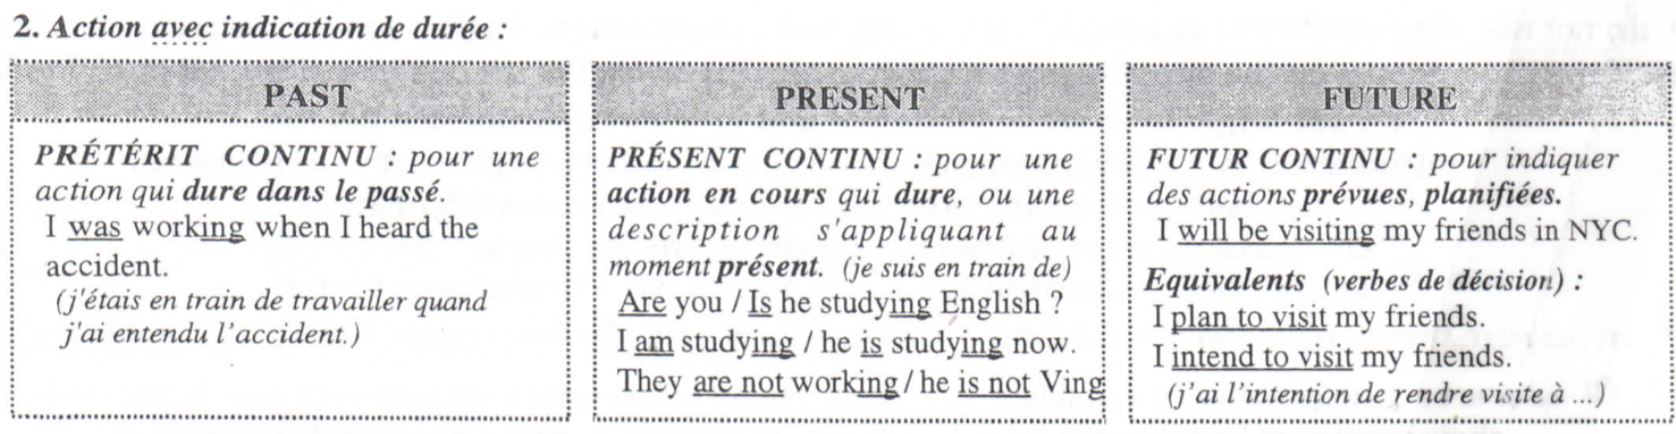 2. Action avec indication de durée :
PAST
PRÉTÉRIT CONTINU : pour une
action qui dure dans le passé.
I was working when I heard the
accident.
(j'étais en train de travailler quand
j'ai entendu l'accident.)
PRESENT
PRÉSENT CONTINU : pour une
action en cours qui dure, ou une
description s'appliquant au
moment présent. (je suis en train de)
Are you / Is he studying English ?
I am studying / he is studying now.
They are not working / he is not Ving
FUTURE
FUTUR CONTINU : pour indiquer
des actions prévues, planifiées.
I will be visiting my friends in NYC.
Equivalents (verbes de décision) :
I plan to visit my friends.
I intend to visit my friends.
(j'ai l'intention de rendre visite à ...)